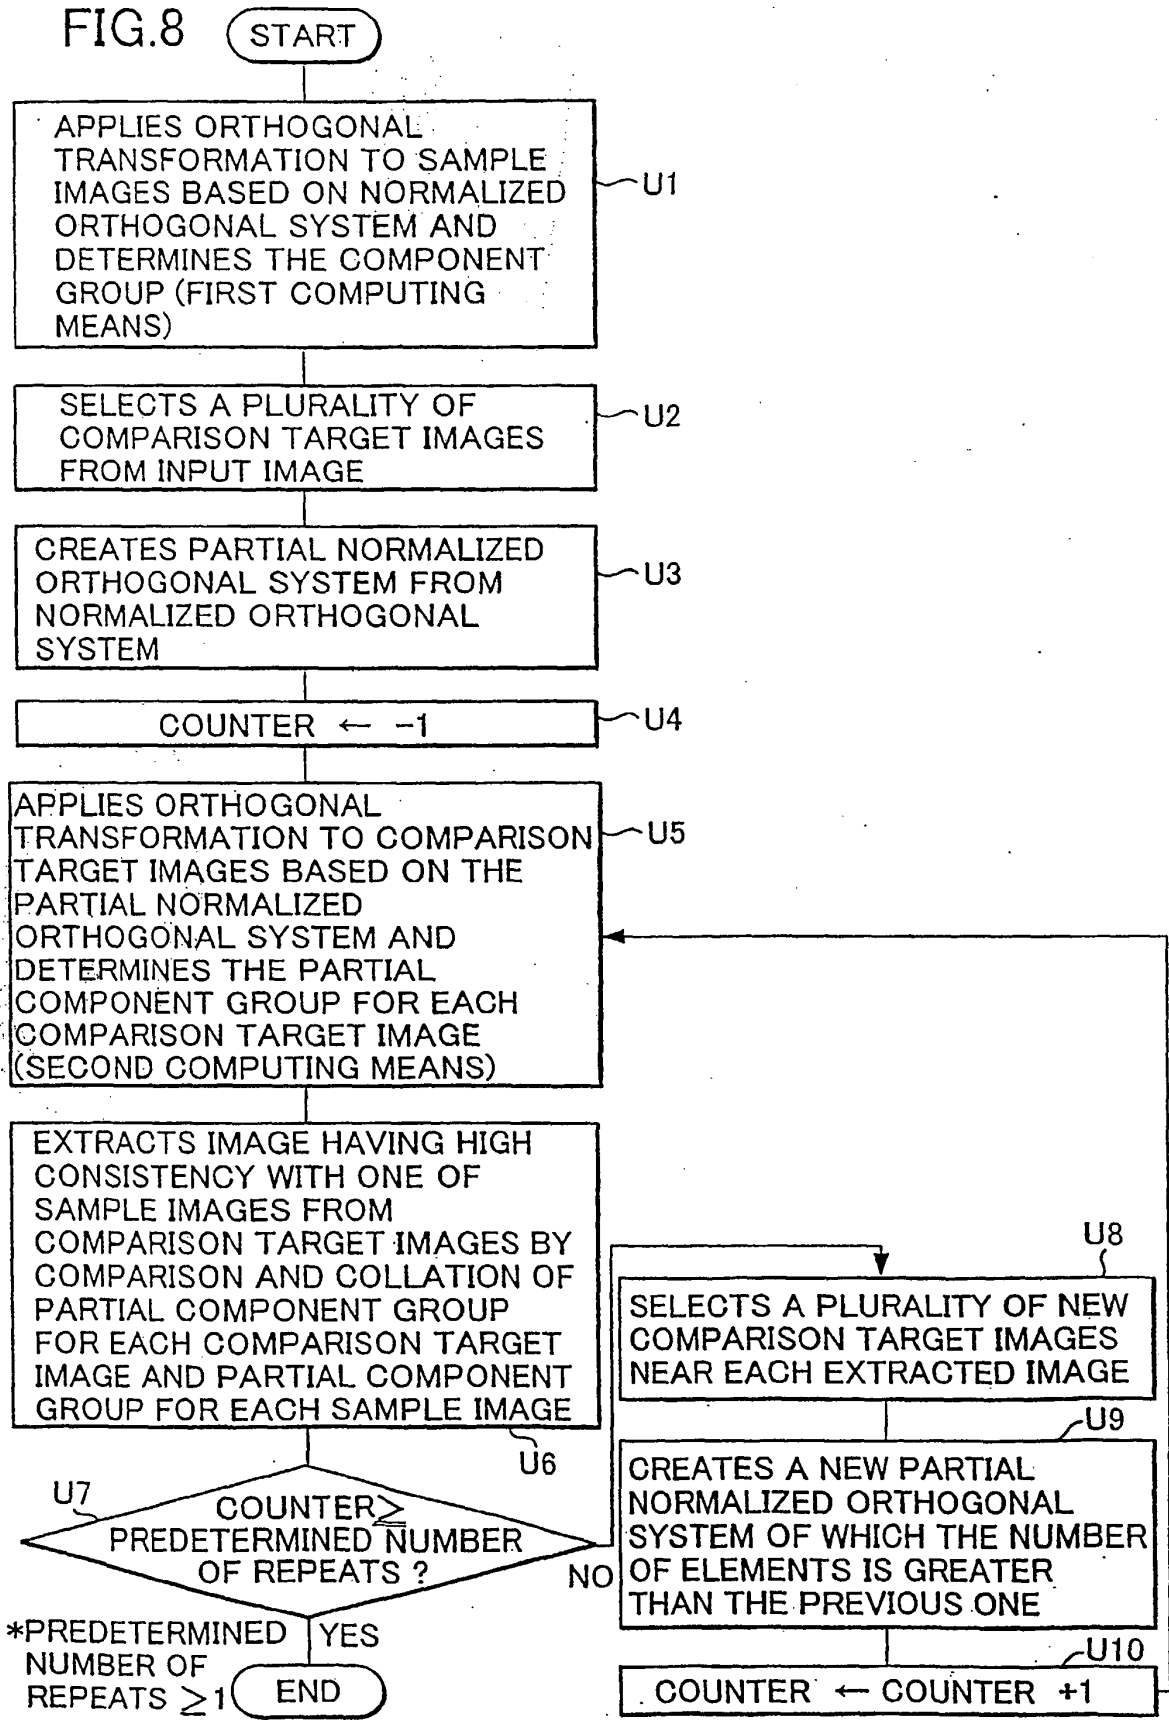 FIG.8
START
APPLIES ORTHOGONAL
TRANSFORMATION TO SAMPLE
IMAGES BASED ON NORMALIZED
ORTHOGONAL SYSTEM AND
DETERMINES THE COMPONENT
GROUP (FIRST COMPUTING
MEANS)
U1
SELECTS A PLURALITY OF
COMPARISON TARGET IMAGES
FROM INPUT IMAGE
U2
CREATES PARTIAL NORMALIZED
ORTHOGONAL SYSTEM FROM
NORMALIZED ORTHOGONAL
SYSTEM
U3
COUNTER ← -1
U4
APPLIES ORTHOGONAL
TRANSFORMATION TO COMPARISON
TARGET IMAGES BASED ON THE
PARTIAL NORMALIZED
ORTHOGONAL SYSTEM AND
DETERMINES THE PARTIAL
COMPONENT GROUP FOR EACH
COMPARISON TARGET IMAGE
(SECOND COMPUTING MEANS)
U5
EXTRACTS IMAGE HAVING HIGH
CONSISTENCY WITH ONE OF
SAMPLE IMAGES FROM
COMPARISON TARGET IMAGES BY
COMPARISON AND COLLATION OF
PARTIAL COMPONENT GROUP
FOR EACH COMPARISON TARGET
IMAGE AND PARTIAL COMPONENT
GROUP FOR EACH SAMPLE IMAGE
U6
U7
COUNTER≧
PREDETERMINED NUMBER
OF REPEATS ?
NO
YES
*PREDETERMINED
NUMBER OF
REPEATS ≧1
END
U8
SELECTS A PLURALITY OF NEW
COMPARISON TARGET IMAGES
NEAR EACH EXTRACTED IMAGE
U9
CREATES A NEW PARTIAL
NORMALIZED ORTHOGONAL
SYSTEM OF WHICH THE NUMBER
OF ELEMENTS IS GREATER
THAN THE PREVIOUS ONE
U10
COUNTER ← COUNTER +1